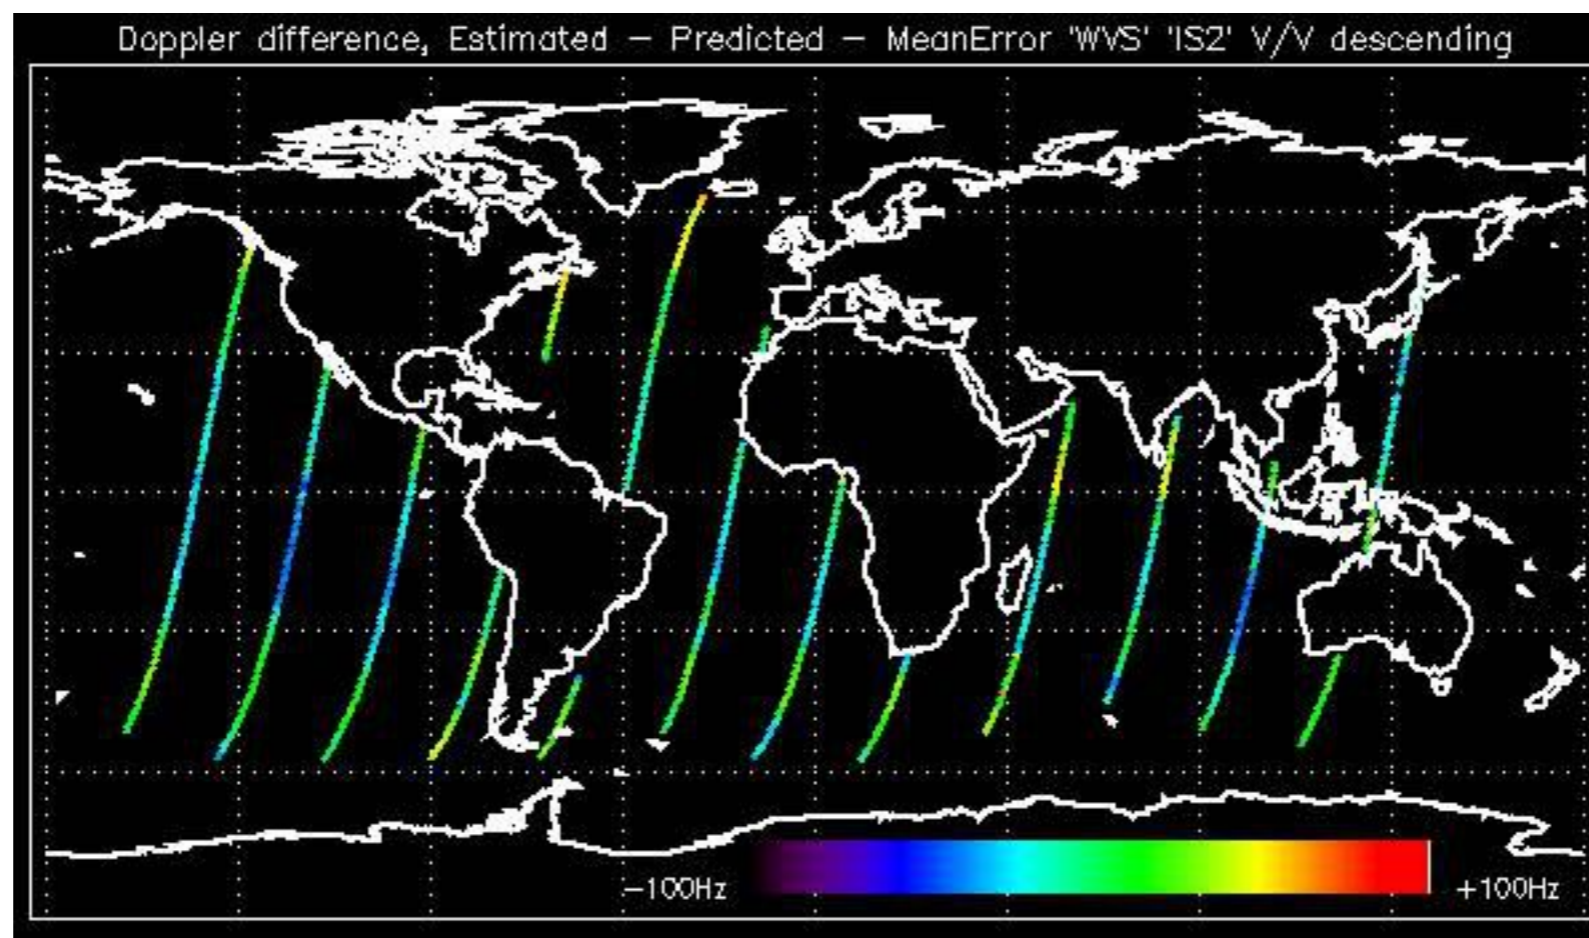 Doppler difference, Estimated - Predicted - MeanError 'WVS' 'IS2' V/V descending
-100Hz
+100Hz